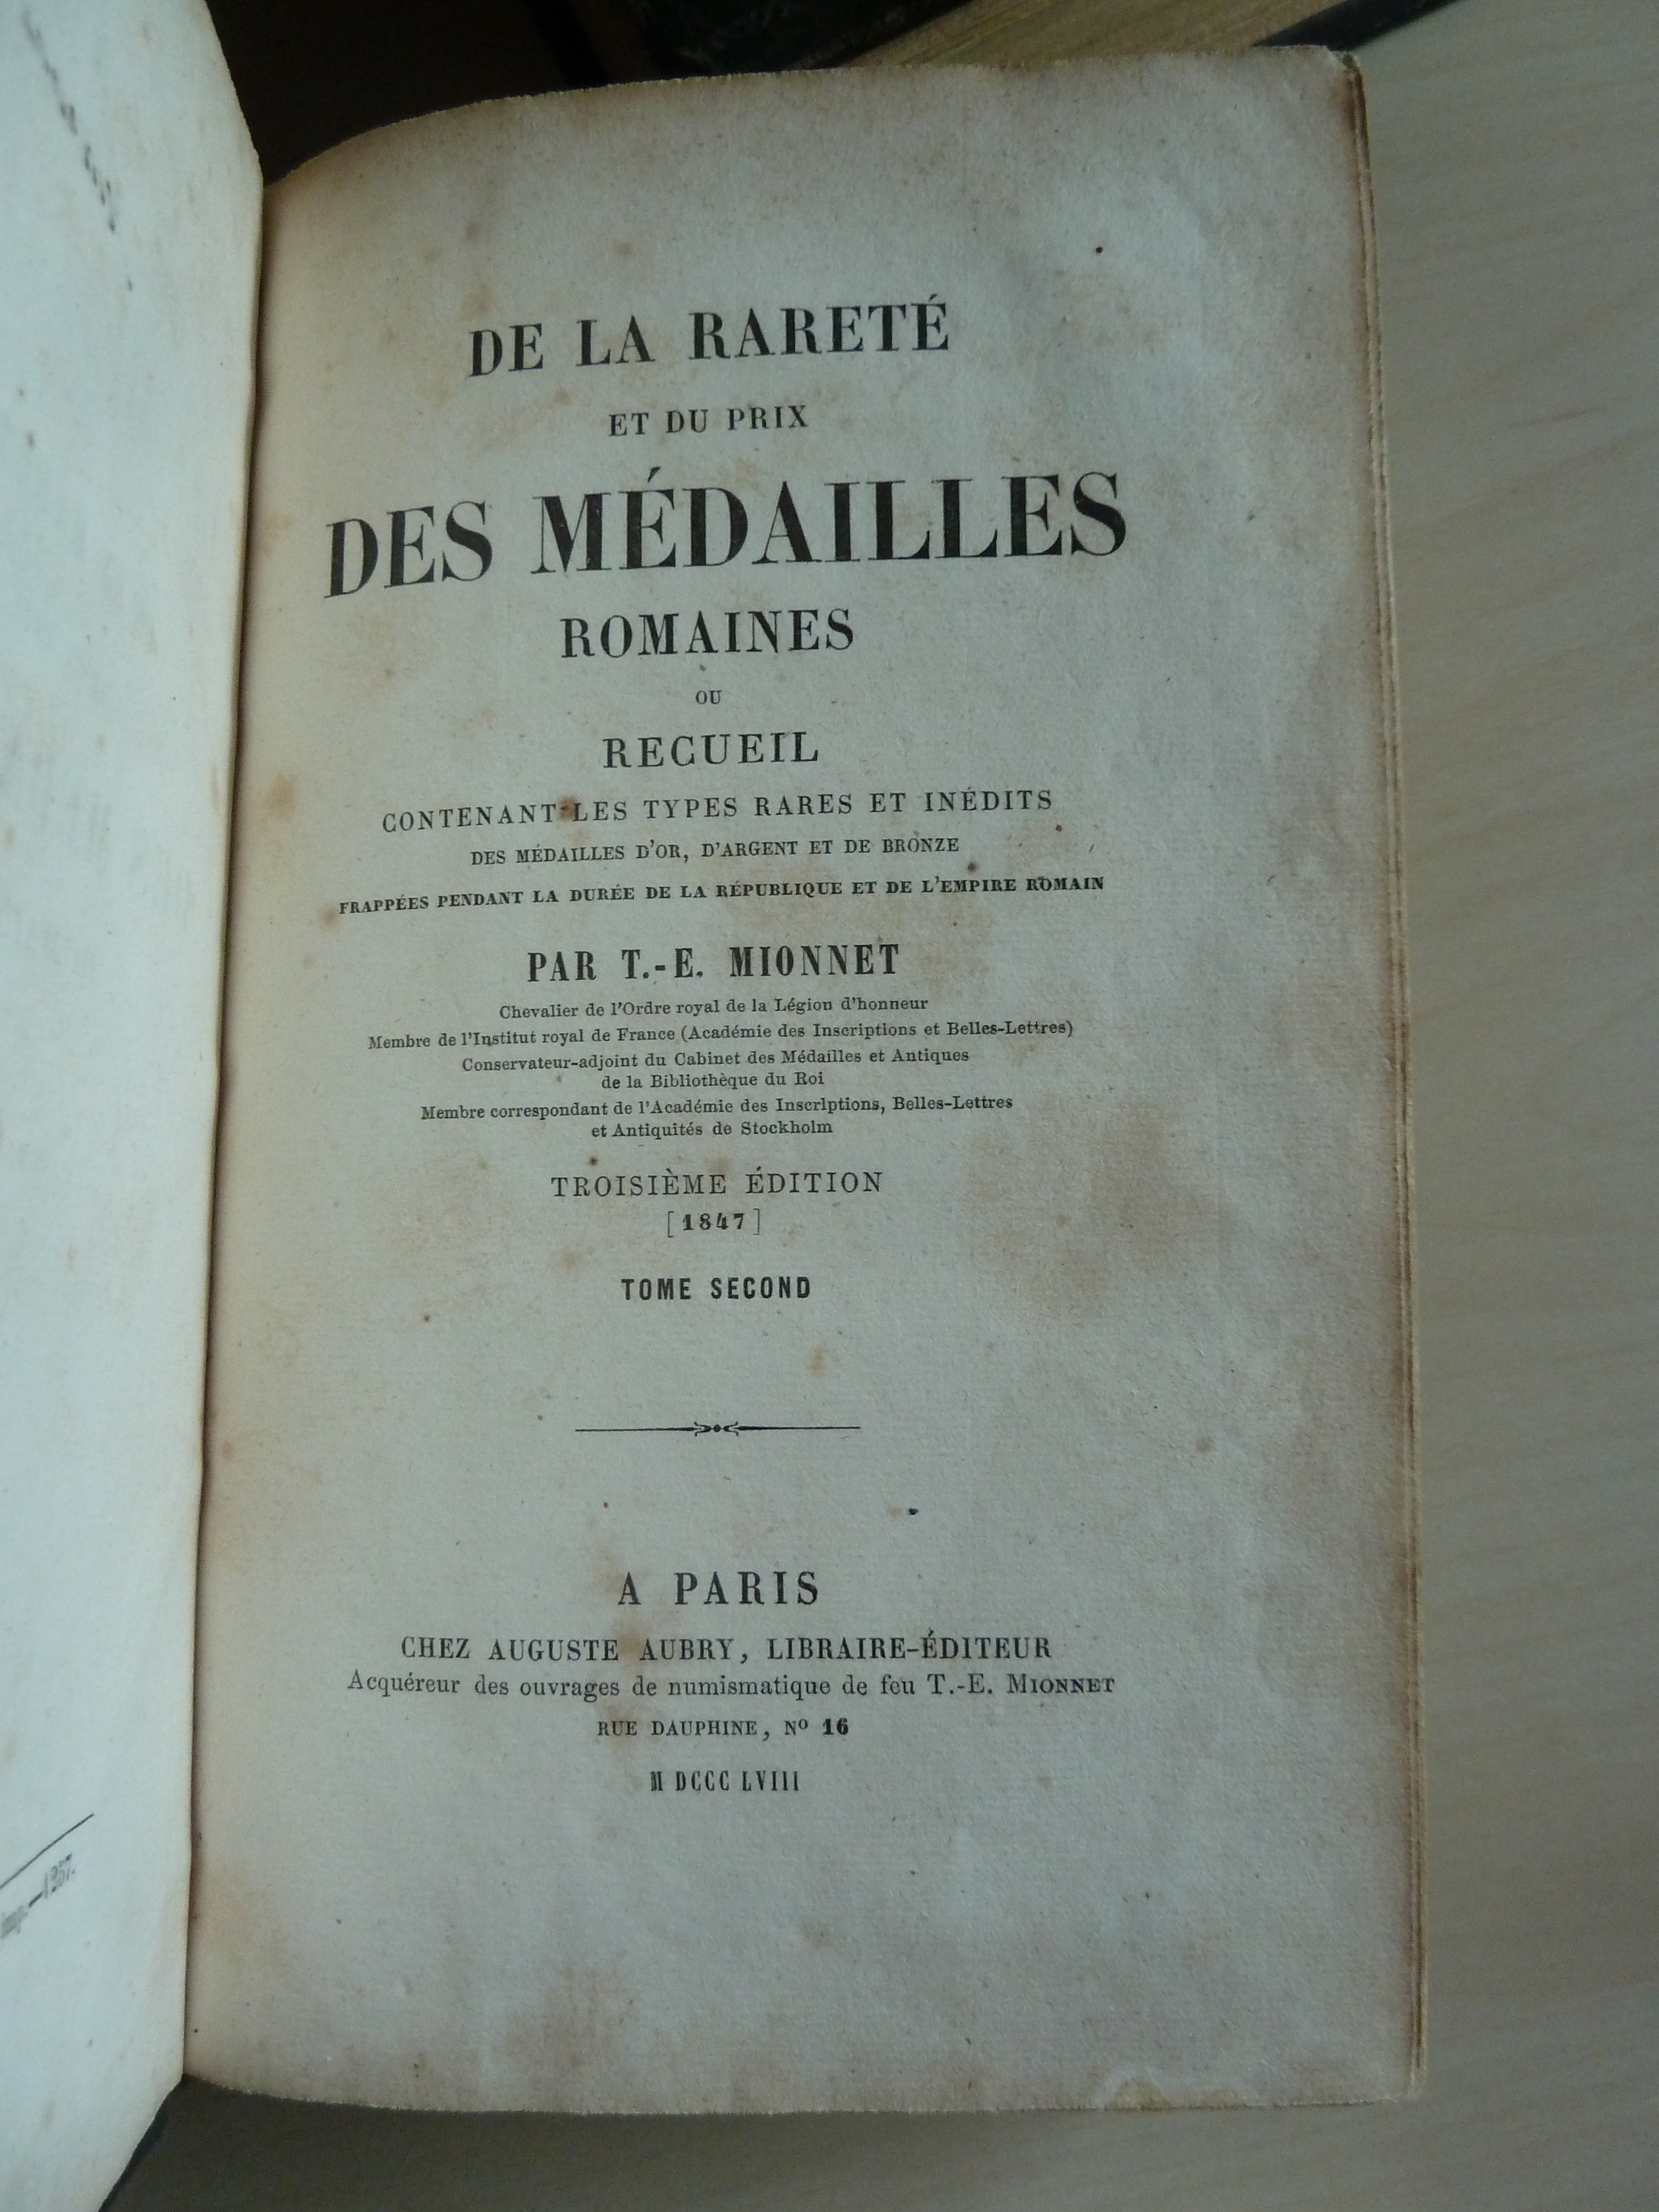 DE LA RARETÉ
ET DU PRIX
DES MÉDAILLES
ROMAINES
OU
RECUEIL
CONTENANT LES TYPES RARES ET INÉDITS
DES MÉDAILLES D'OR, D'ARGENT ET DE BRONZE
FRAPPÉES PENDANT LA DURÉE DE LA RÉPUBLIQUE ET DE L'EMPIRE ROMAIN
PAR T.-E. MIONNET
Chevalier de l'Ordre royal de la Légion d'honneur
Membre de l'Institut royal de France (Académie des Inscriptions et Belles-Lettres)
Conservateur-adjoint du Cabinet des Médailles et Antiques
de la Bibliothèque du Roi
Membre correspondant de l'Académie des Inscriptions, Belles-Lettres
et Antiquités de Stockholm
TROISIÈME ÉDITION
[1847]
TOME SECOND
A PARIS
CHEZ AUGUSTE AUBRY, LIBRAIRE-ÉDITEUR
Acquéreur des ouvrages de numismatique de feu T.-E. MIONNET
RUE DAUPHINE, Nº 16
M DCCC LVIII